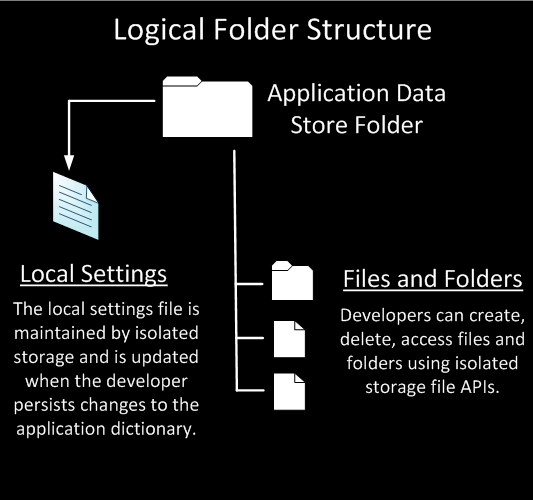 Logical Folder Structure
Application Data
Store Folder
Local Settings
The local settings file is
maintained by isolated
storage and is updated
when the developer
persists changes to the
application dictionary.
Files and Folders
Developers can create,
delete, access files and
folders using isolated
storage file APIs.